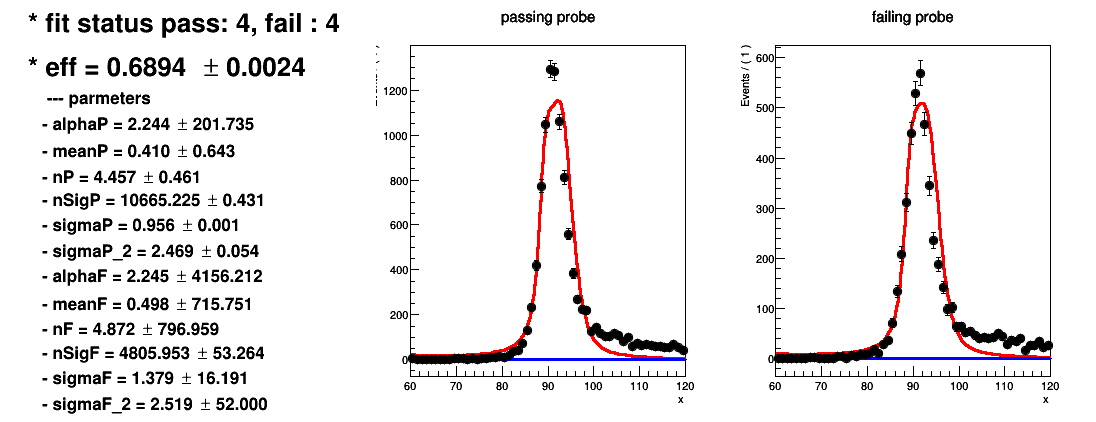 * fit status pass: 4, fail : 4
* eff = 0.6894 ± 0.0024
--- parmeters
- alphaP = 2.244 ± 201.735
- meanP = 0.410 ± 0.643
- nP = 4.457 ± 0.461
- nSigP = 10665.225 ± 0.431
- sigmaP = 0.956 ± 0.001
- sigmaP_2 = 2.469 ± 0.054
- alphaF = 2.245 ± 4156.212
- meanF = 0.498 ± 715.751
- nF = 4.872 ± 796.959
- nSigF = 4805.953 ± 53.264
- sigmaF = 1.379 ± 16.191
- sigmaF_2 = 2.519 ± 52.000
passing probe
1200
1000
800
600
400
200
0
60 70 80 90 100 110 120
x
failing probe
Events / ( 1 )
600
500
400
300
200
100
0
60 70 80 90 100 110 120
x